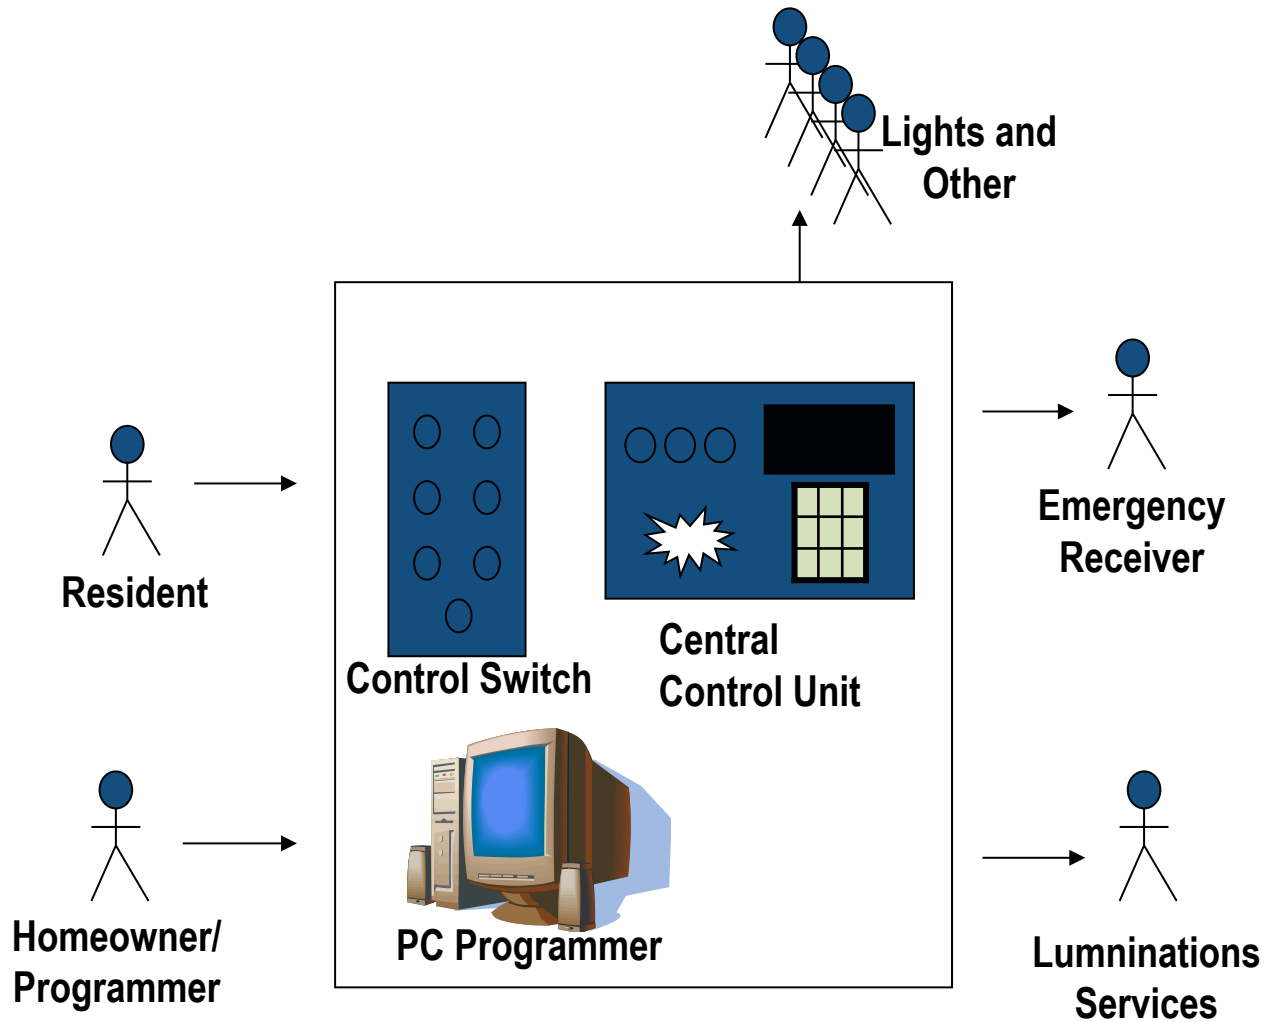 Lights and
Other
Emergency
Receiver
Resident
Central
Control Unit
Control Switch
Homeowner/
Programmer
PC Programmer
Lumninations
Services